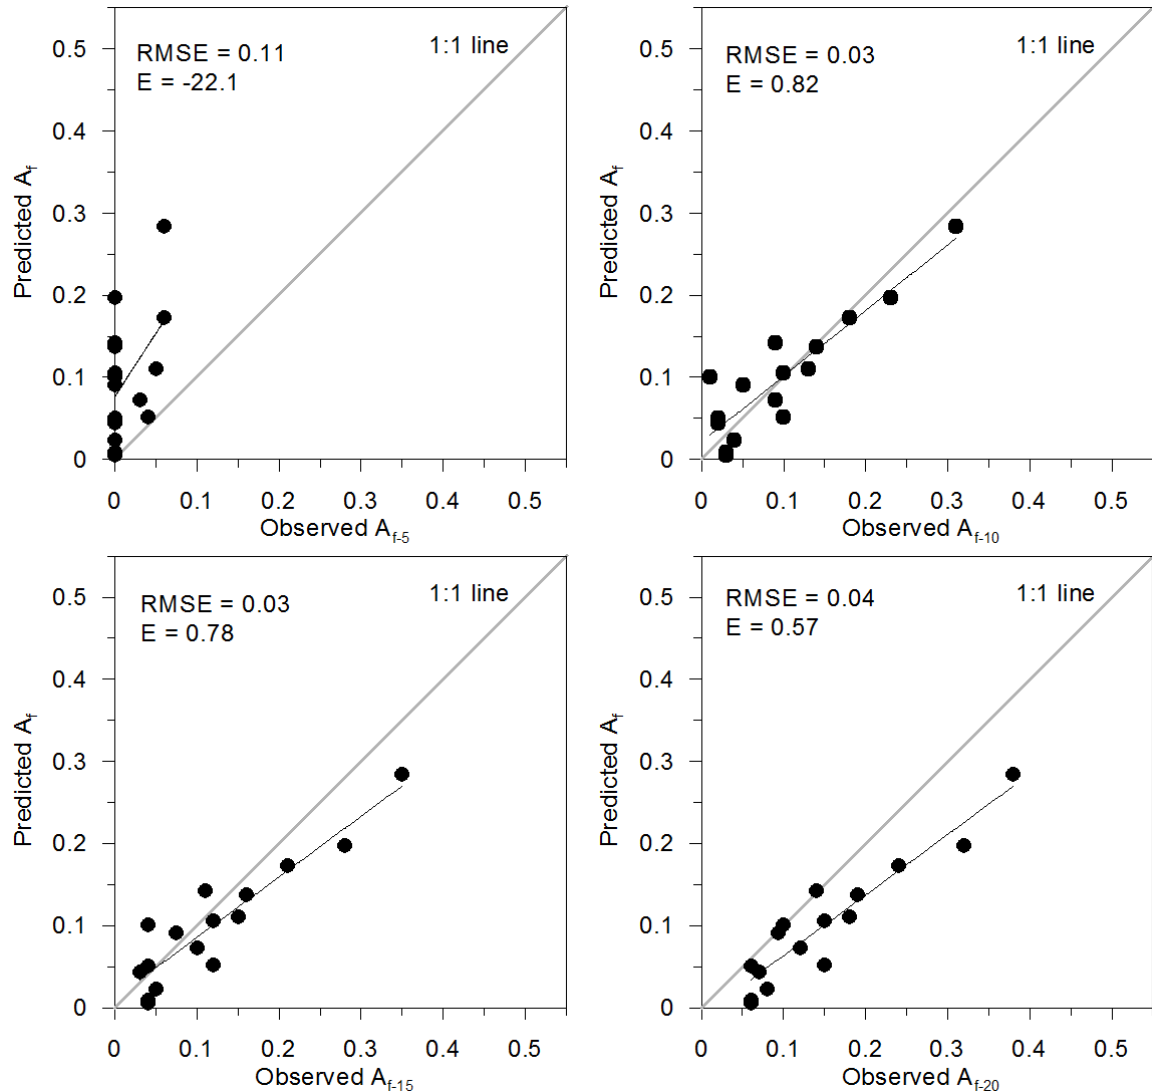 0.5
0.4
0.3
0.2
0.1
0
Predicted Af
RMSE = 0.11
E = -22.1
1:1 line
0 0.1 0.2 0.3 0.4 0.5
Observed Af-5
0.5
0.4
0.3
0.2
0.1
0
Predicted Af
RMSE = 0.03
E = 0.82
1:1 line
0 0.1 0.2 0.3 0.4 0.5
Observed Af-10
0.5
0.4
0.3
0.2
0.1
0
Predicted Af
RMSE = 0.03
E = 0.78
1:1 line
0 0.1 0.2 0.3 0.4 0.5
Observed Af-15
0.5
0.4
0.3
0.2
0.1
0
Predicted Af
RMSE = 0.04
E = 0.57
1:1 line
0 0.1 0.2 0.3 0.4 0.5
Observed Af-20